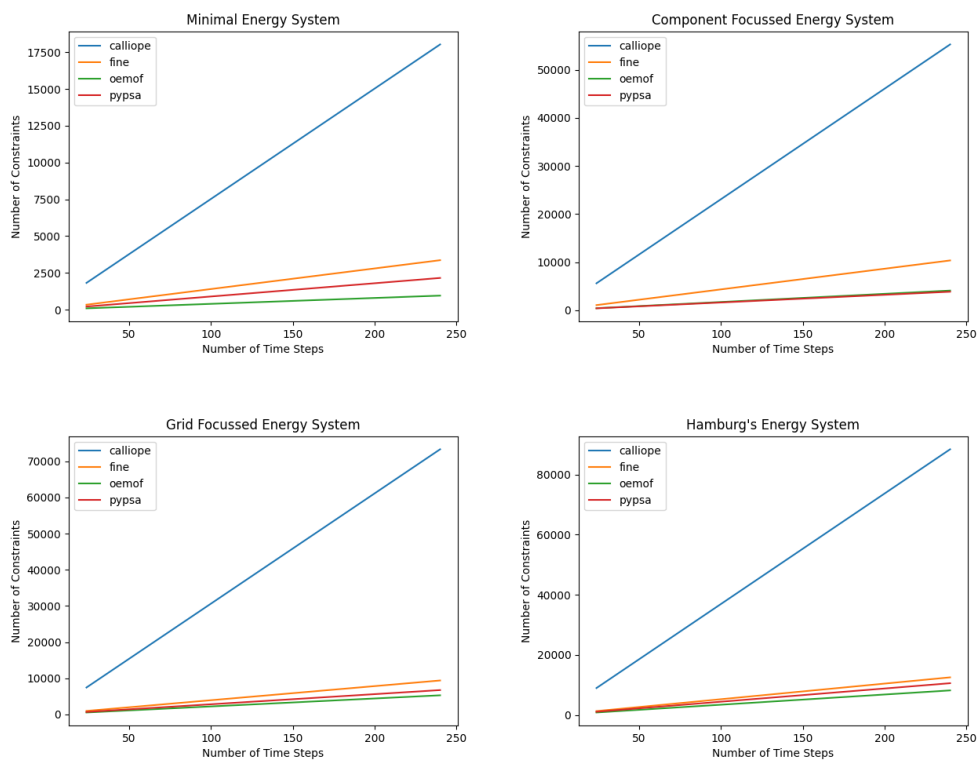 Minimal Energy System
calliope
fine
oemof
pypsa
17500
15000
12500
10000
7500
5000
2500
0
Number of Constraints
50
100
150
200
250
Number of Time Steps
Component Focussed Energy System
calliope
fine
oemof
pypsa
50000
40000
30000
20000
10000
0
Number of Constraints
50
100
150
200
250
Number of Time Steps
Grid Focussed Energy System
calliope
fine
oemof
pypsa
70000
60000
50000
40000
30000
20000
10000
0
Number of Constraints
50
100
150
200
250
Number of Time Steps
Hamburg's Energy System
calliope
fine
oemof
pypsa
80000
60000
40000
20000
0
Number of Constraints
50
100
150
200
250
Number of Time Steps